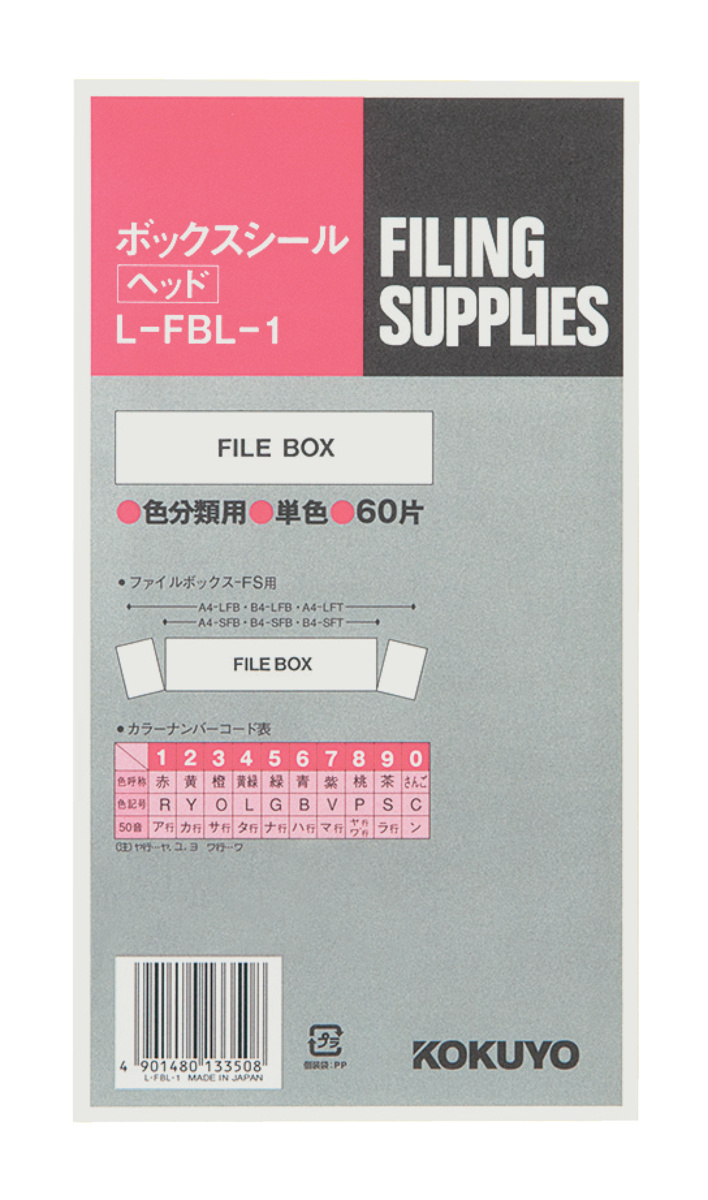 ボックスシール
ヘッド
L-FBL-1
FILING
SUPPLIES
FILE BOX
●色分類用●単色●60片
●ファイルボックス-FS用
A4-LFB・B4-LFB・A4-LFT
A4-SFB・B4-SFB・B4-SFT
FILE BOX
●カラーナンバーコード表
1 2 3 4 5 6 7 8 9 0
色呼称 赤 黄 橙 黄緑 緑 青 紫 桃 茶 さんご
色記号 R Y O L G B V P S C
50音 ア行 カ行 サ行 タ行 ナ行 ハ行 マ行 ヤ行ワ行 ラ行 ン
(注)ヤ行―ヤ、ユ、ヨ ワ行―ワ
4 901480 133508
L-FBL-1 MADE IN JAPAN
プラ
個装袋:PP
KOKUYO